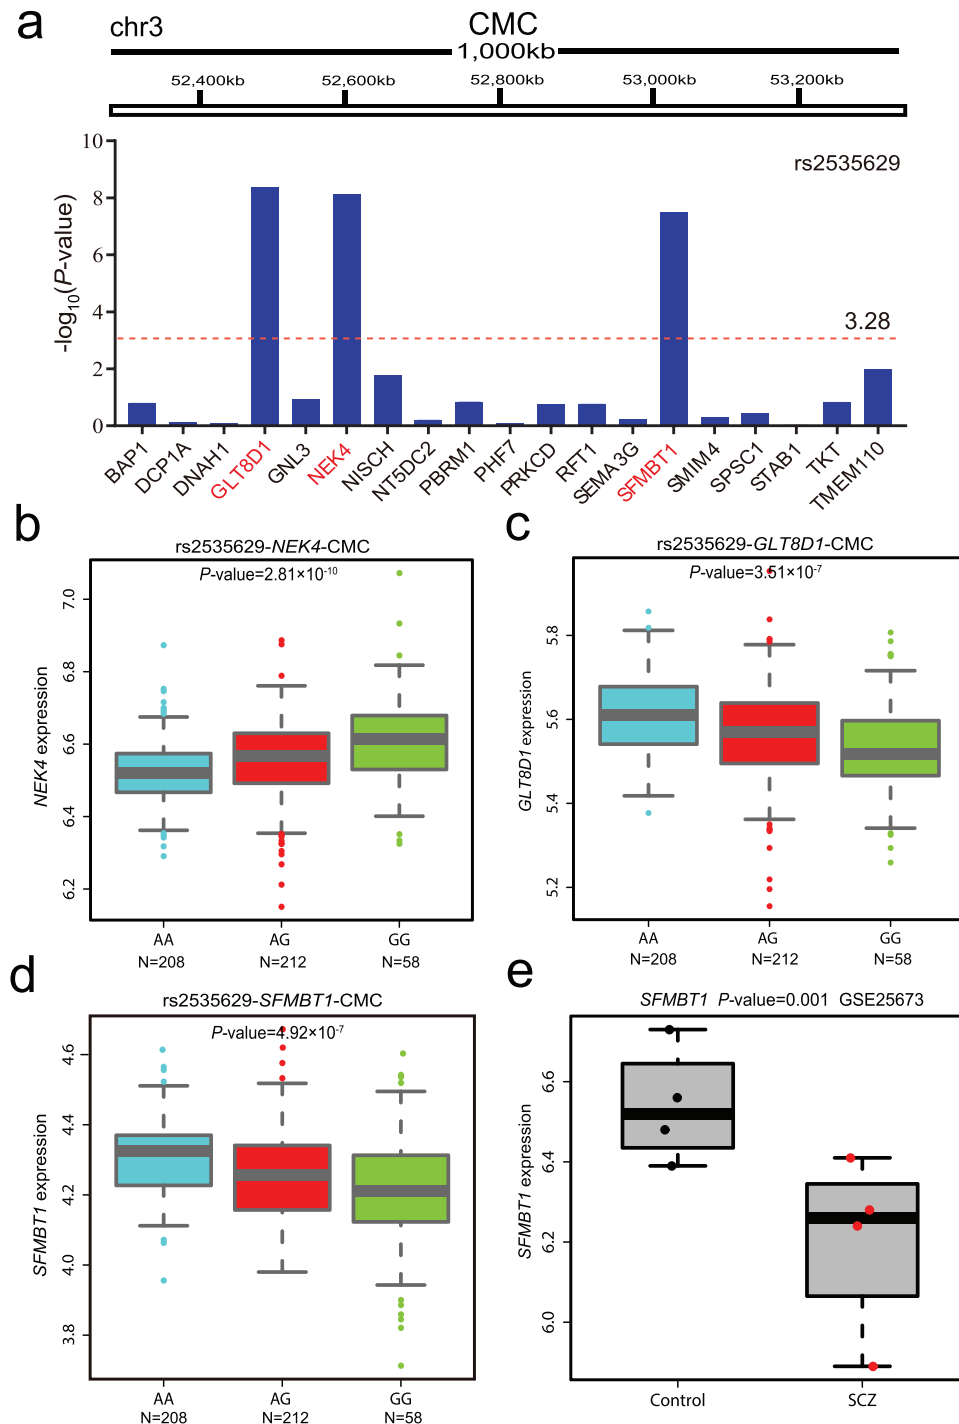 a
chr3
CMC
1,000kb
52,400kb 52,600kb 52,800kb 53,000kb 53,200kb
rs2535629
-log10(P-value)
10
8
6
4
2
0
3.28
BAP1 DCP1A DNAH1 GLT8D1 GNL3 NEK4 NISCH NT5DC2 PBRM1 PHF7 PRKCD RFT1 SEMA3G SFMBT1 SMIM4 SPSC1 STAB1 TKT TMEM110
b
rs2535629-NEK4-CMC
P-value=2.81×10-10
NEK4 expression
7.0
6.8
6.6
6.4
6.2
AA AG GG
N=208 N=212 N=58
c
rs2535629-GLT8D1-CMC
P-value=3.51×10-7
GLT8D1 expression
5.8
5.6
5.4
5.2
AA AG GG
N=208 N=212 N=58
d
rs2535629-SFMBT1-CMC
P-value=4.92×10-7
SFMBT1 expression
4.6
4.4
4.2
4.0
3.8
AA AG GG
N=208 N=212 N=58
e
SFMBT1 P-value=0.001 GSE25673
SFMBT1 expression
6.6
6.4
6.2
6.0
Control SCZ